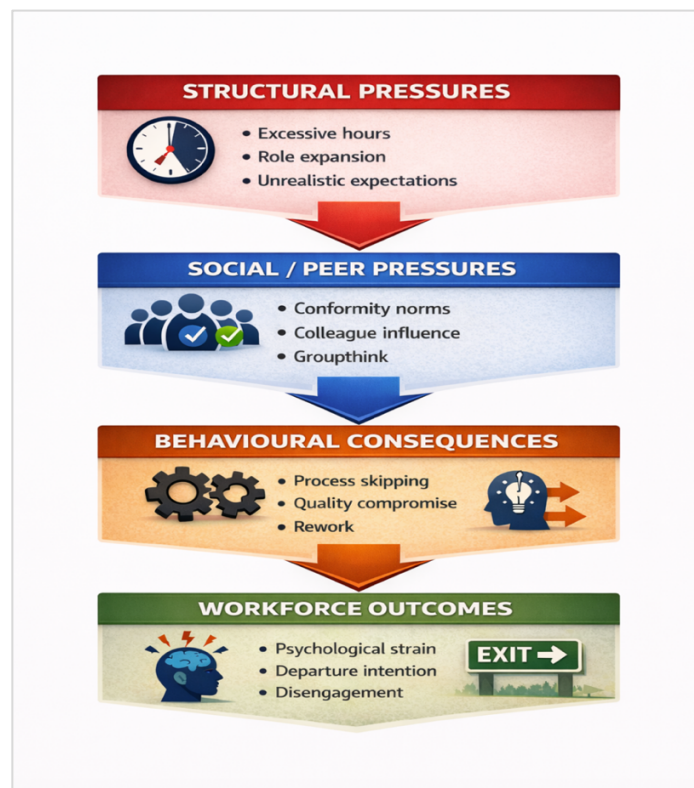 STRUCTURAL PRESSURES
• Excessive hours
• Role expansion
• Unrealistic expectations
SOCIAL / PEER PRESSURES
• Conformity norms
• Colleague influence
• Groupthink
BEHAVIOURAL CONSEQUENCES
• Process skipping
• Quality compromise
• Rework
WORKFORCE OUTCOMES
• Psychological strain
• Departure intention
• Disengagement
EXIT →